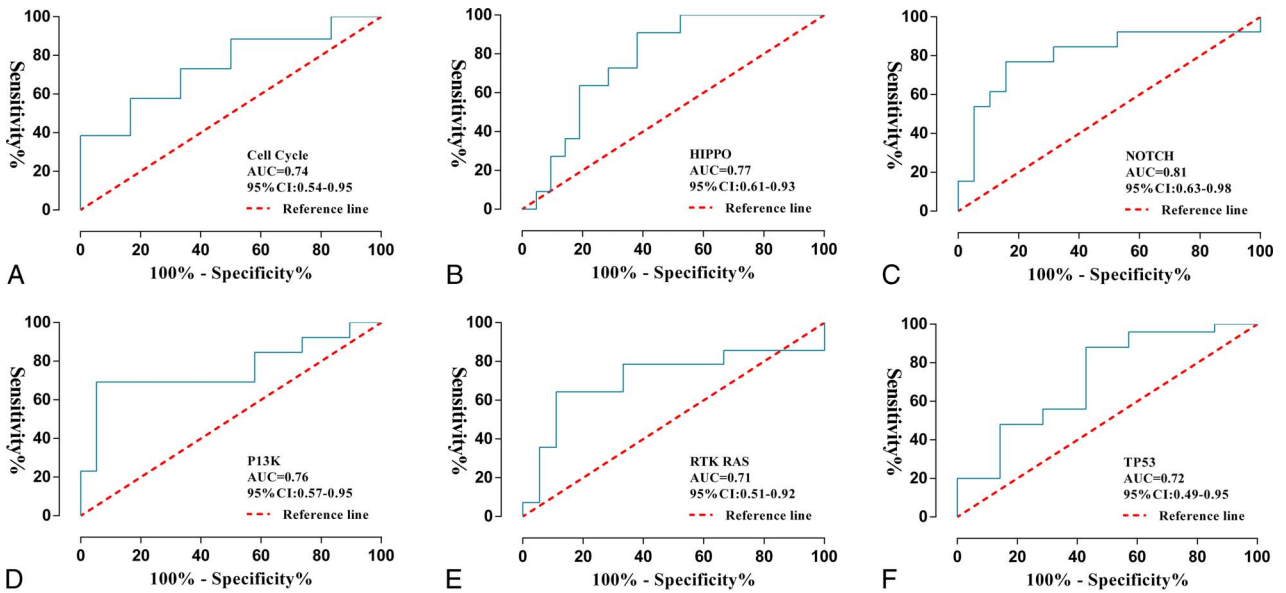 100
80
60
40
20
0
Sensitivity%
Cell Cycle
AUC=0.74
95%CI:0.54-0.95
Reference line
0 20 40 60 80 100
100% - Specificity%
A
100
80
60
40
20
0
Sensitivity%
HIPPO
AUC=0.77
95%CI:0.61-0.93
Reference line
0 20 40 60 80 100
100% - Specificity%
B
100
80
60
40
20
0
Sensitivity%
NOTCH
AUC=0.81
95%CI:0.63-0.98
Reference line
0 20 40 60 80 100
100% - Specificity%
C
100
80
60
40
20
0
Sensitivity%
P13K
AUC=0.76
95%CI:0.57-0.95
Reference line
0 20 40 60 80 100
100% - Specificity%
D
100
80
60
40
20
0
Sensitivity%
RTK RAS
AUC=0.71
95%CI:0.51-0.92
Reference line
0 20 40 60 80 100
100% - Specificity%
E
100
80
60
40
20
0
Sensitivity%
TP53
AUC=0.72
95%CI:0.49-0.95
Reference line
0 20 40 60 80 100
100% - Specificity%
F